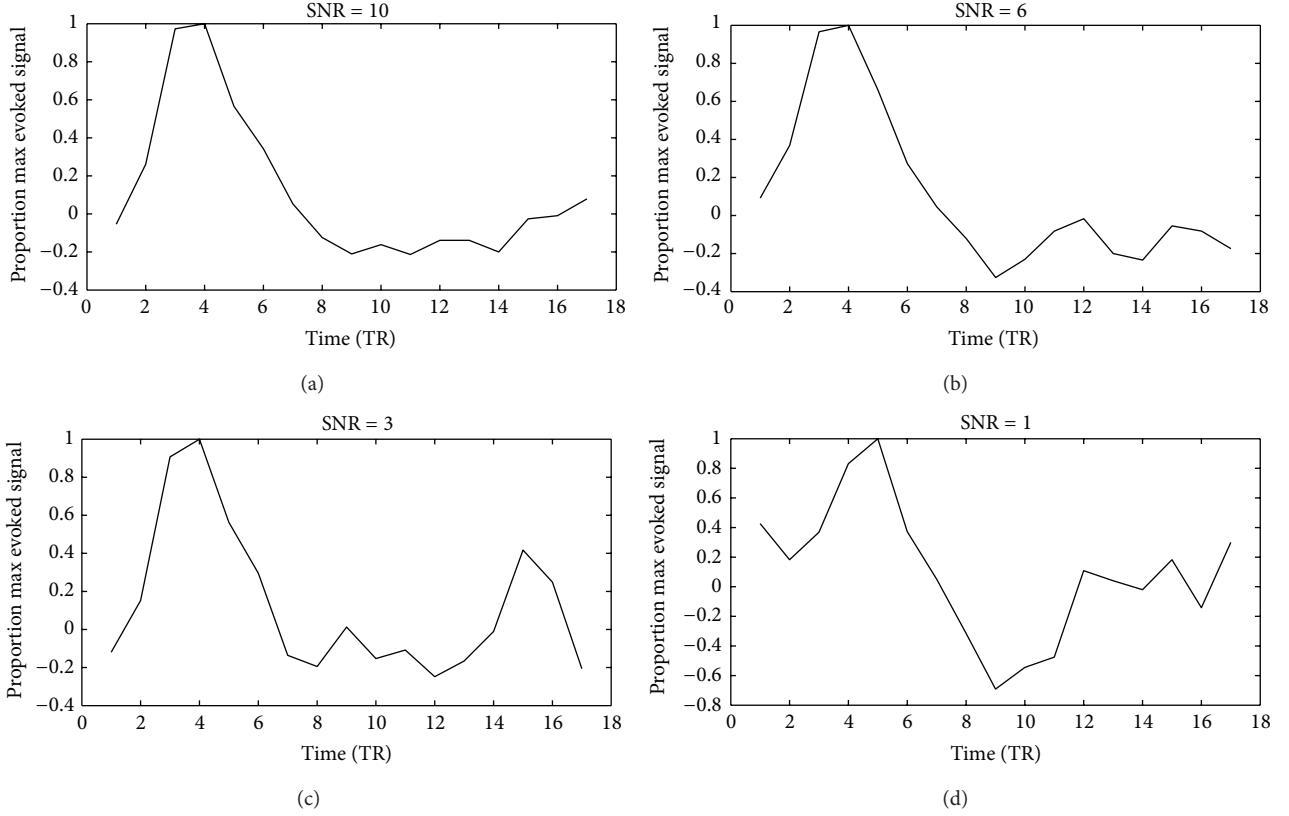 SNR = 10
Proportion max evoked signal
1
0.8
0.6
0.4
0.2
0
−0.2
−0.4
0 2 4 6 8 10 12 14 16 18
Time (TR)
(a)
SNR = 6
Proportion max evoked signal
1
0.8
0.6
0.4
0.2
0
−0.2
−0.4
0 2 4 6 8 10 12 14 16 18
Time (TR)
(b)
SNR = 3
Proportion max evoked signal
1
0.8
0.6
0.4
0.2
0
−0.2
−0.4
0 2 4 6 8 10 12 14 16 18
Time (TR)
(c)
SNR = 1
Proportion max evoked signal
1
0.8
0.6
0.4
0.2
0
−0.2
−0.4
−0.6
−0.8
0 2 4 6 8 10 12 14 16 18
Time (TR)
(d)